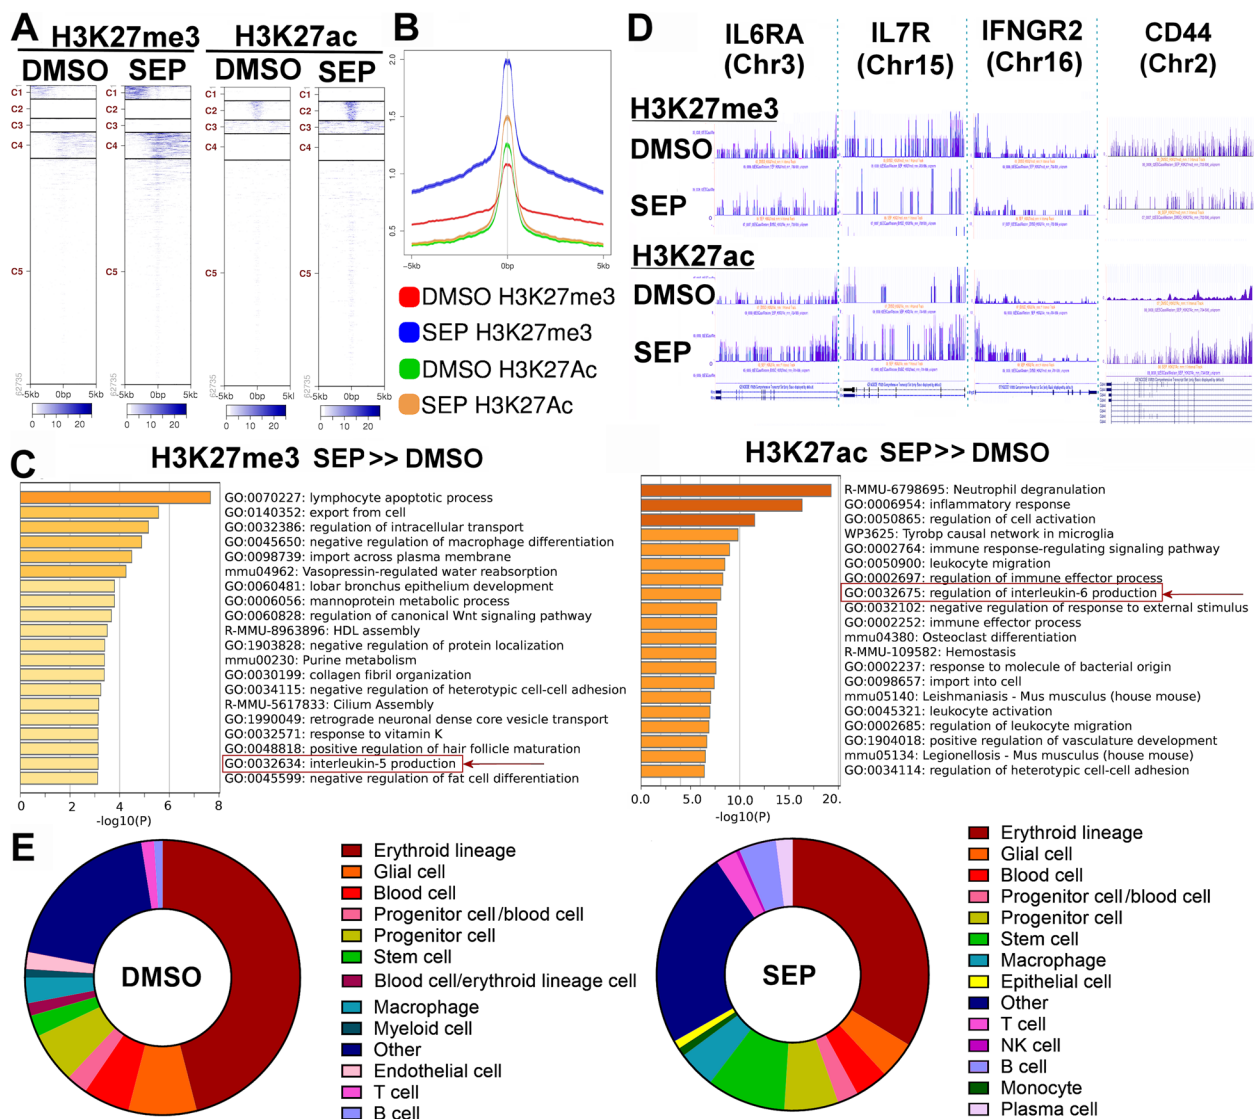 A
H3K27me3 H3K27ac
DMSO SEP DMSO SEP
C1 C1 C1 C1
C2 C2 C2 C2
C3 C3 C3 C3
C4 C4 C4 C4
C5 C5 C5 C5
62735 62735 62735 62735
-5kb 5kb -5kb 5kb -5kb 5kb -5kb 5kb
0 10 20 0 10 20 0 10 20 0 10 20
B
2.0
1.5
1.0
0.5
-5kb 0bp 5kb
DMSO H3K27me3
SEP H3K27me3
DMSO H3K27Ac
SEP H3K27Ac
D
IL6RA (Chr3)
IL7R (Chr15)
IFNGR2 (Chr16)
CD44 (Chr2)
H3K27me3
DMSO
SEP
H3K27ac
DMSO
SEP
C
H3K27me3 SEP>> DMSO
GO:0070227: lymphocyte apoptotic process
GO:0140352: export from cell
GO:0032386: regulation of intracellular transport
GO:0045650: negative regulation of macrophage differentiation
GO:0098739: import across plasma membrane
mmu04962: Vasopressin-regulated water reabsorption
GO:0060481: lobar bronchus epithelium development
GO:0006056: mannoprotein metabolic process
GO:0060828: regulation of canonical Wnt signaling pathway
R-MMU-8963896: HDL assembly
GO:1903828: negative regulation of protein localization
mmu00230: Purine metabolism
GO:0030199: collagen fibril organization
GO:0034115: negative regulation of heterotypic cell-cell adhesion
R-MMU-5617833: Cilium Assembly
GO:1990049: retrograde neuronal dense core vesicle transport
GO:0032571: response to vitamin K
GO:0048818: positive regulation of hair follicle maturation
GO:0032634: interleukin-5 production
GO:0045599: negative regulation of fat cell differentiation
0 2 4 6 8
-log10(P)
H3K27ac SEP>> DMSO
R-MMU-6798695: Neutrophil degranulation
GO:0006954: inflammatory response
GO:0050865: regulation of cell activation
WP3625: Tyrobp causal network in microglia
GO:0002764: immune response-regulating signaling pathway
GO:0050900: leukocyte migration
GO:0002697: regulation of immune effector process
GO:0032675: regulation of interleukin-6 production
GO:0032102: negative regulation of response to external stimulus
GO:0002252: immune effector process
mmu04380: Osteoclast differentiation
R-MMU-109582: Hemostasis
GO:0002237: response to molecule of bacterial origin
GO:0098657: import into cell
mmu05140: Leishmaniasis - Mus musculus (house mouse)
GO:0045321: leukocyte activation
GO:0002685: regulation of leukocyte migration
GO:1904018: positive regulation of vasculature development
mmu05134: Legionellosis - Mus musculus (house mouse)
GO:0034114: regulation of heterotypic cell-cell adhesion
0.0 5.0 10.0 15.0 20.
-log10(P)
E
DMSO
Erythroid lineage
Glial cell
Blood cell
Progenitor cell/blood cell
Progenitor cell
Stem cell
Blood cell/erythroid lineage cell
Macrophage
Myeloid cell
Other
Endothelial cell
T cell
B cell
SEP
Erythroid lineage
Glial cell
Blood cell
Progenitor cell/blood cell
Progenitor cell
Stem cell
Macrophage
Epithelial cell
Other
T cell
NK cell
B cell
Monocyte
Plasma cell